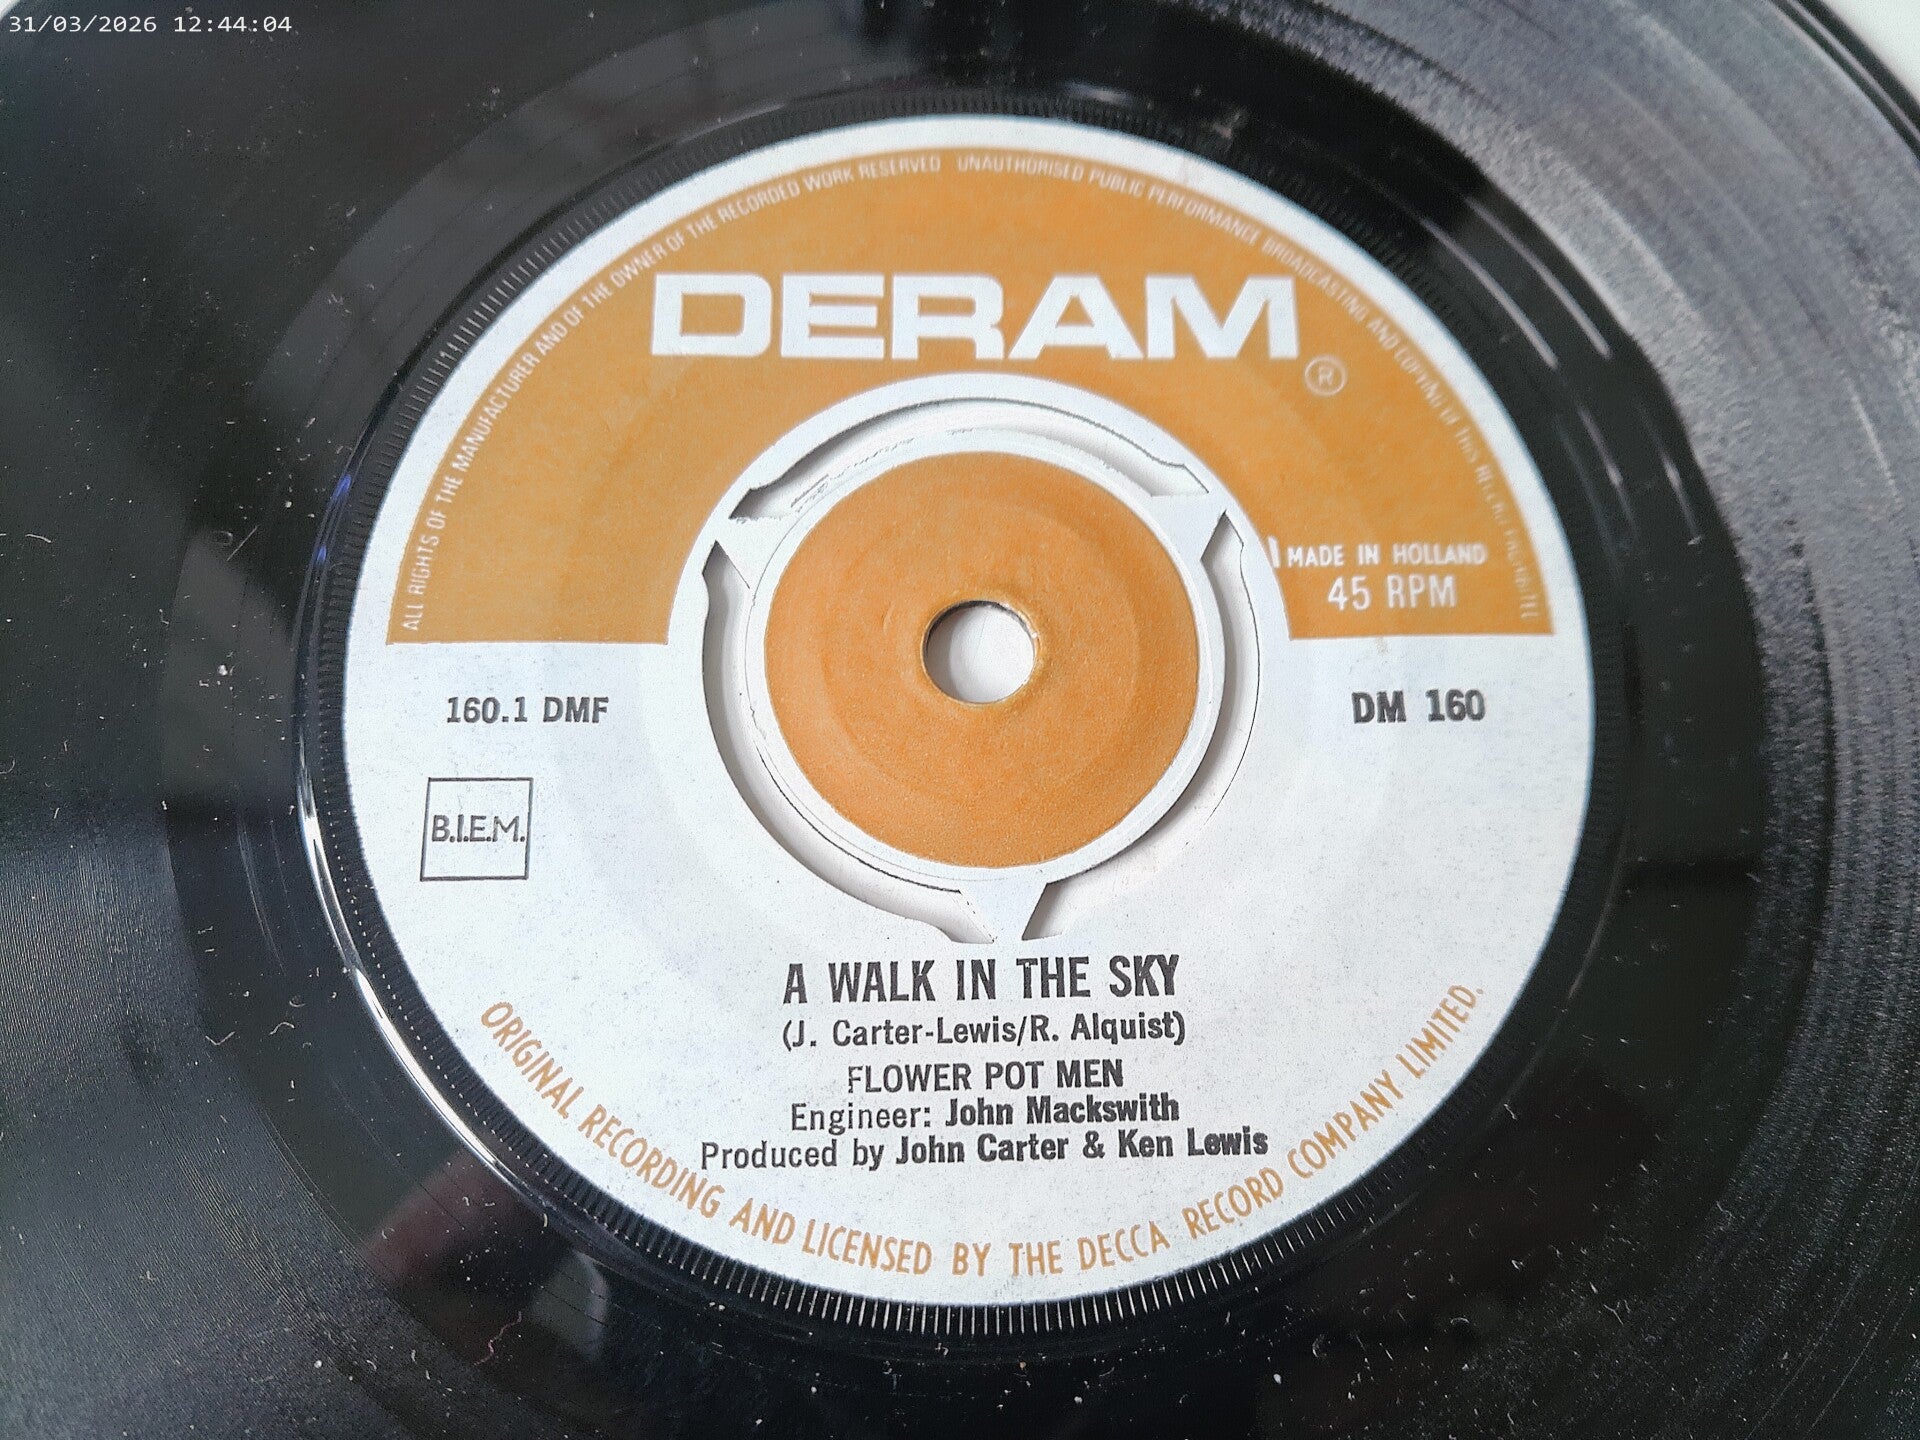 31/03/2026 12:44:04
ALL RIGHTS OF THE MANUFACTURER AND OF THE OWNER OF THE RECORDED WORK RESERVED UNAUTHORISED PUBLIC PERFORMANCE BROADCASTING AND COPYING OF THIS RECORD PROHIBITED
DERAM
®
MADE IN HOLLAND
45 RPM
160.1 DMF
DM 160
B.I.E.M.
A WALK IN THE SKY
(J. Carter-Lewis/R. Alquist)
FLOWER POT MEN
Engineer: John Mackswith
Produced by John Carter & Ken Lewis
ORIGINAL RECORDING AND LICENSED BY THE DECCA RECORD COMPANY LIMITED.